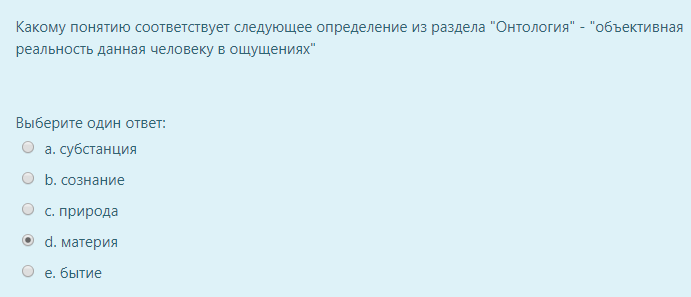 Какому понятию соответствует следующее определение из раздела "Онтология" - "объективная
реальность данная человеку в ощущениях"
Выберите один ответ:
a. субстанция
b. сознание
c. природа
d. материя
e. бытие